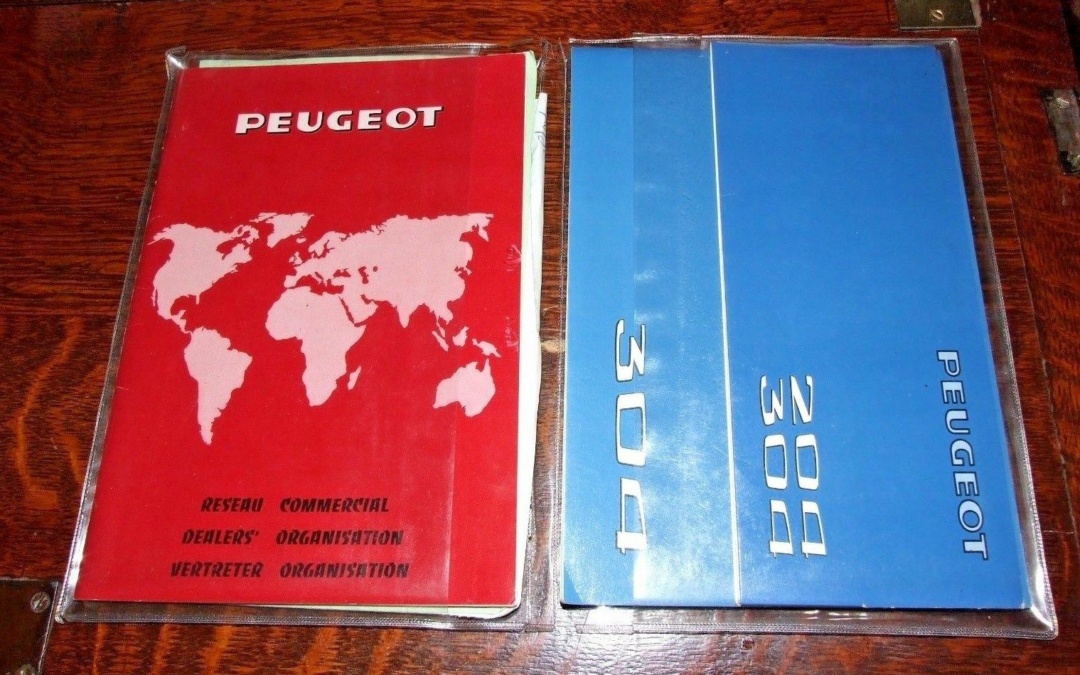 PEUGEOT
RESEAU COMMERCIAL
DEALERS' ORGANISATION
VERTRETER ORGANISATION
304
204
304
PEUGEOT